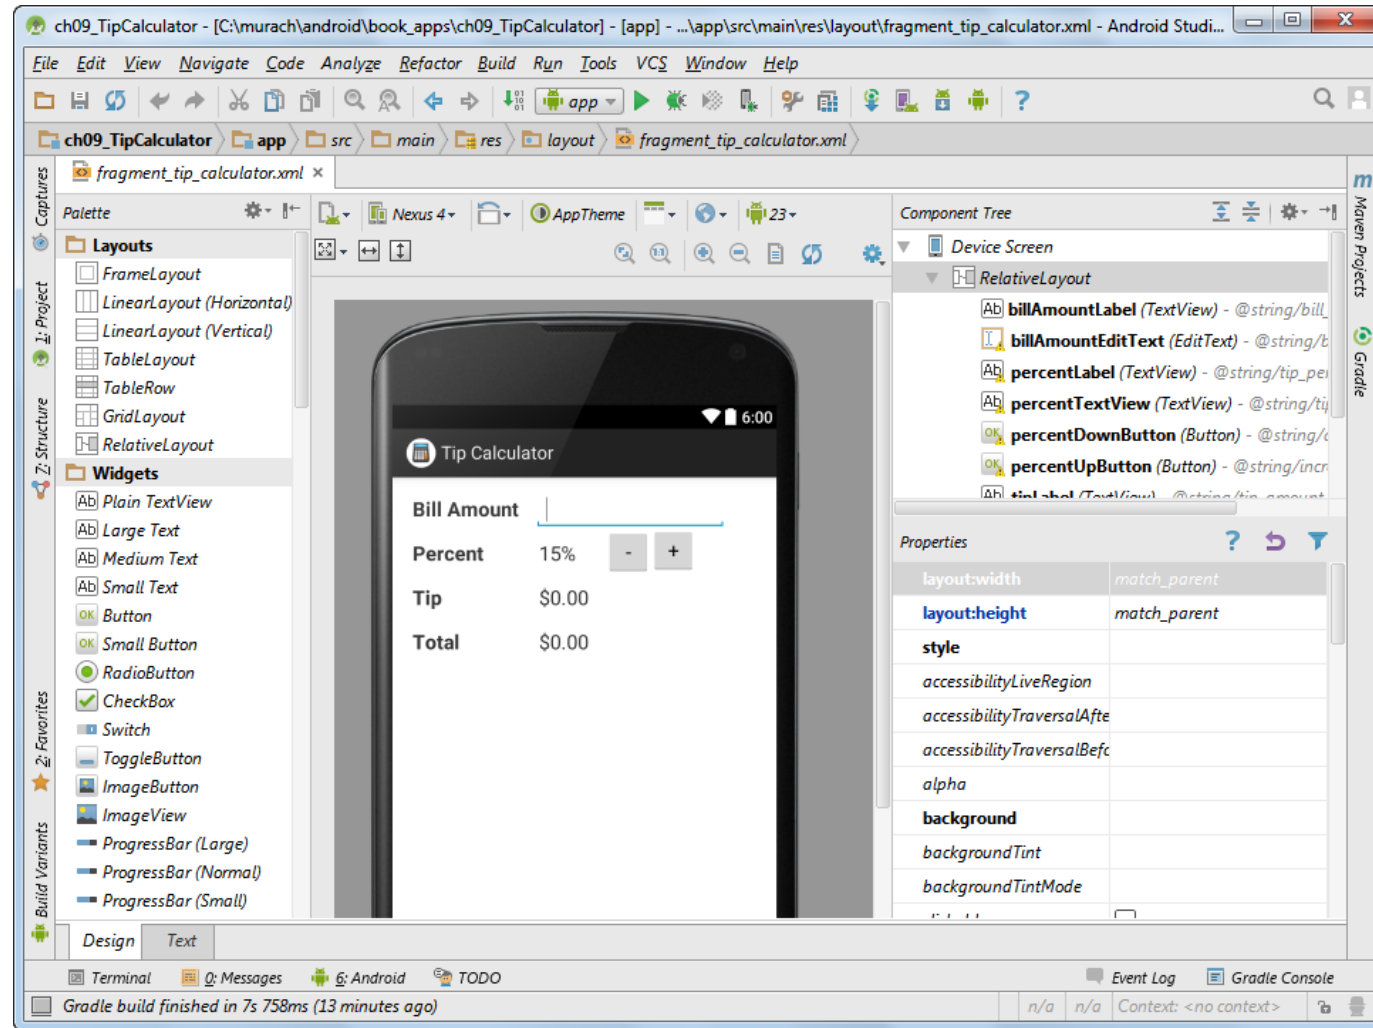 ch09_TipCalculator - [C:\murach\android\book_apps\ch09_TipCalculator] - [app] - ...\app\src\main\res\layout\fragment_tip_calculator.xml - Android Studi...
File Edit View Navigate Code Analyze Refactor Build Run Tools VCS Window Help
app
ch09_TipCalculator app src main res layout fragment_tip_calculator.xml
fragment_tip_calculator.xml
Captures
1: Project
7: Structure
2: Favorites
Build Variants
Palette
Layouts
FrameLayout
LinearLayout (Horizontal)
LinearLayout (Vertical)
TableLayout
TableRow
GridLayout
RelativeLayout
Widgets
Plain TextView
Large Text
Medium Text
Small Text
Button
Small Button
RadioButton
CheckBox
Switch
ToggleButton
ImageButton
ImageView
ProgressBar (Large)
ProgressBar (Normal)
ProgressBar (Small)
Nexus 4 AppTheme 23
6:00
Tip Calculator
Bill Amount
Percent 15% - +
Tip $0.00
Total $0.00
Component Tree
Device Screen
RelativeLayout
billAmountLabel (TextView) - @string/bill_
billAmountEditText (EditText) - @string/b
percentLabel (TextView) - @string/tip_per
percentTextView (TextView) - @string/tip
percentDownButton (Button) - @string/
percentUpButton (Button) - @string/incr
tipLabel (TextView) - @string/tip_amount
Properties
layout:width match_parent
layout:height match_parent
style
accessibilityLiveRegion
accessibilityTraversalAfte
accessibilityTraversalBefo
alpha
background
backgroundTint
backgroundTintMode
Maven Projects
Gradle
Design Text
Terminal 0: Messages 6: Android TODO Event Log Gradle Console
Gradle build finished in 7s 758ms (13 minutes ago) n/a n/a Context: <no context>